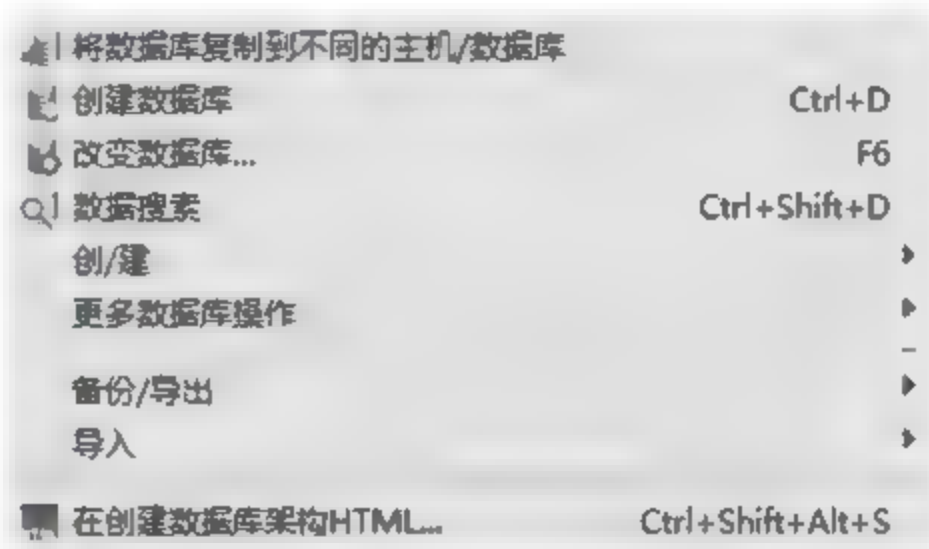 将数据库复制到不同的主机/数据库
创建数据库 Ctrl+D
改变数据库... F6
数据搜索 Ctrl+Shift+D
创/建
更多数据库操作
备份/导出
导入
在创建数据库架构HTML... Ctrl+Shift+Alt+S